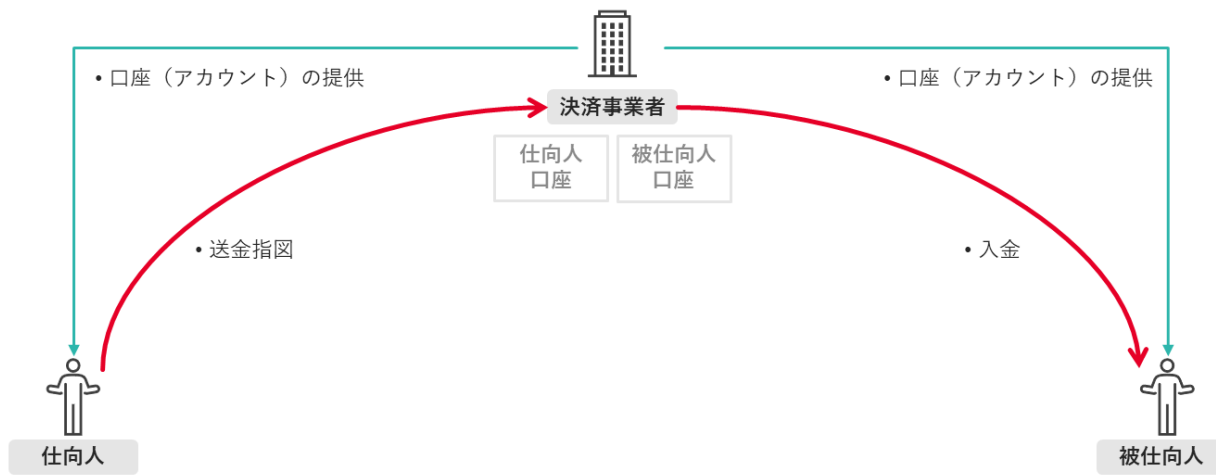 • 口座（アカウント）の提供
• 口座（アカウント）の提供
決済事業者
仕向人
口座
被仕向人
口座
• 送金指図
• 入金
仕向人
被仕向人